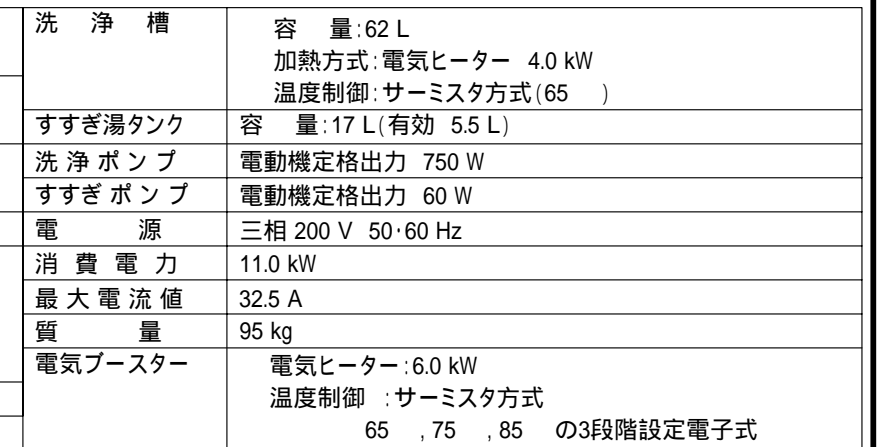 洗浄槽 容量:62 L
加熱方式:電気ヒーター 4.0 kW
温度制御:サーミスタ方式(65 )
すすぎ湯タンク 容量:17 L(有効 5.5 L)
洗浄ポンプ 電動機定格出力 750 W
すすぎポンプ 電動機定格出力 60 W
電源 三相 200 V 50·60 Hz
消費電力 11.0 kW
最大電流値 32.5 A
質量 95 kg
電気ブースター 電気ヒーター:6.0 kW
温度制御 :サーミスタ方式
65 , 75 , 85 の3段階設定電子式